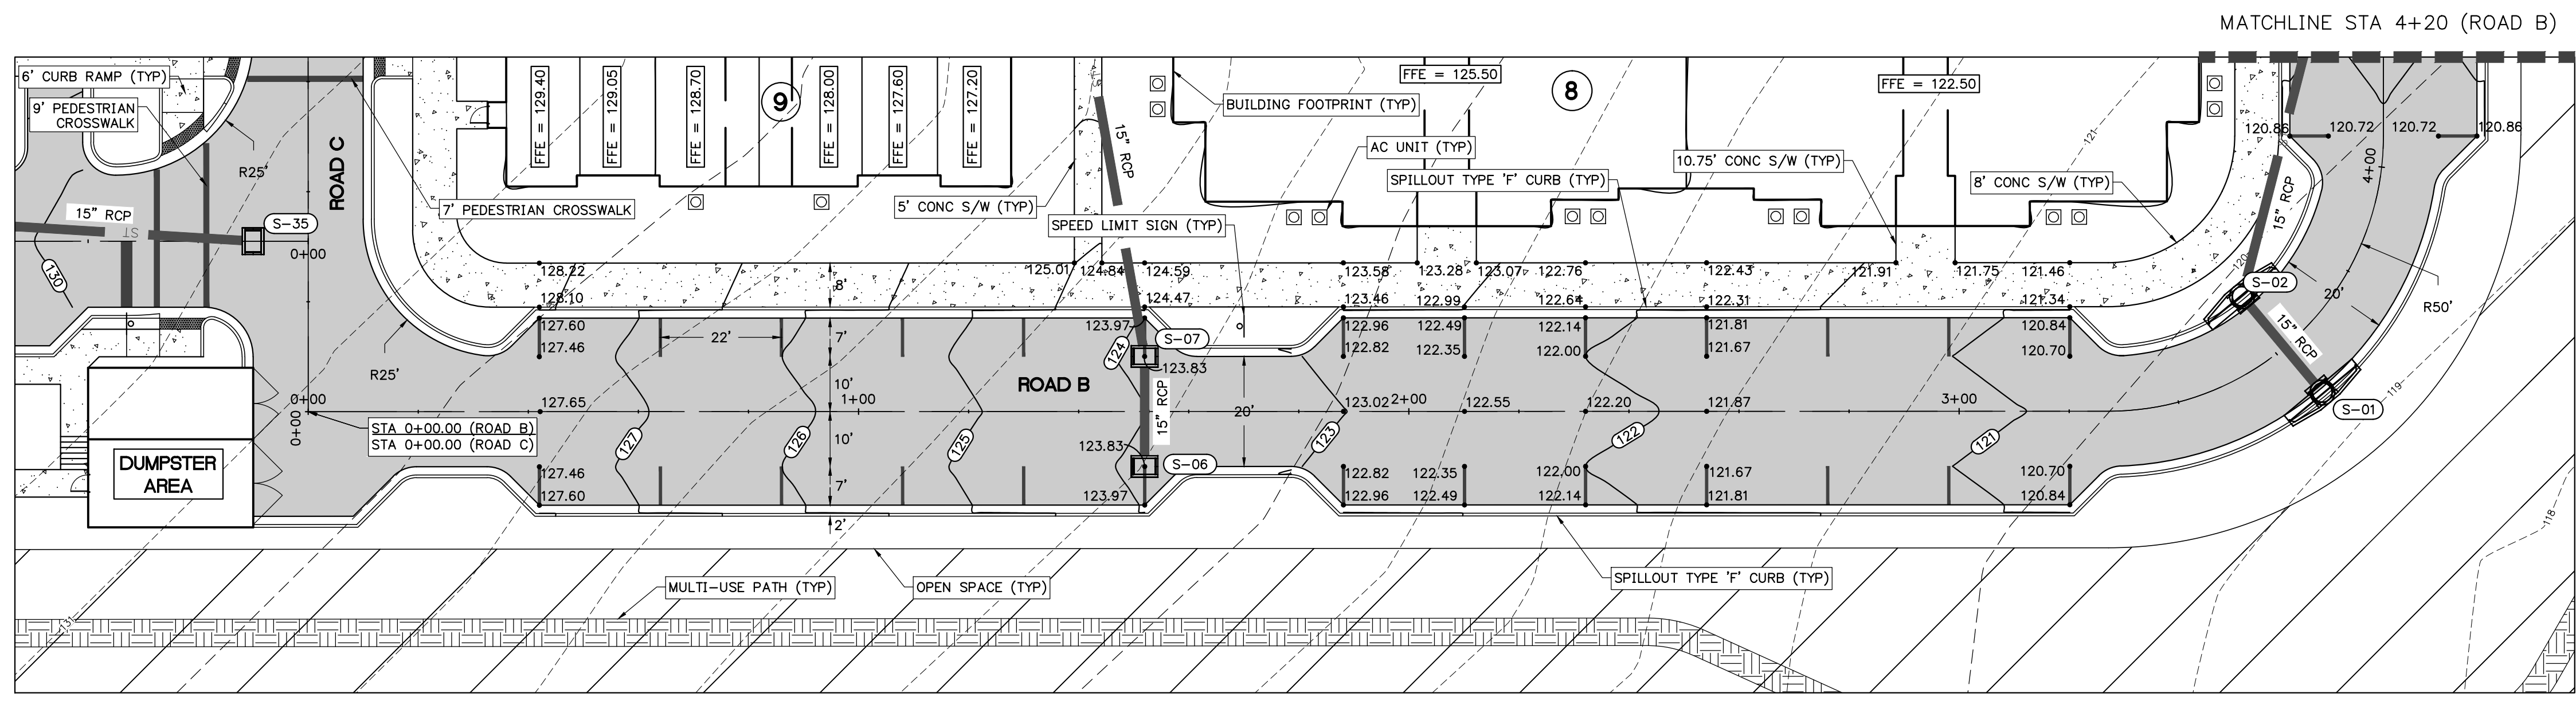 MATCHLINE STA 4+20 (ROAD B)
6' CURB RAMP (TYP)
9' PEDESTRIAN
CROSSWALK
R25'
ROAD C
15" RCP
ST
S-35
0+00
130
7' PEDESTRIAN CROSSWALK
FFE = 129.40
FFE = 129.05
FFE = 128.70
9
FFE = 128.00
FFE = 127.60
FFE = 127.20
15" RCP
BUILDING FOOTPRINT (TYP)
AC UNIT (TYP)
SPILLOUT TYPE 'F' CURB (TYP)
5' CONC S/W (TYP)
SPEED LIMIT SIGN (TYP)
FFE = 125.50
8
FFE = 122.50
10.75' CONC S/W (TYP)
8' CONC S/W (TYP)
121
120.86
120.72
120.72
120.86
4+00
15" RCP
120
S-02
20'
R50'
15" RCP
S-01
119
118
128.22
128.10
8'
125.01
124.84
124.59
124.47
123.58
123.28
123.07
122.76
122.43
121.91
121.75
121.46
123.46
122.99
122.64
122.31
121.34
127.60
127.46
22'
7'
123.97
124
S-07
123.83
122.96
122.49
122.14
121.81
120.84
122.82
122.35
122.00
121.67
120.70
R25'
ROAD B
10'
0+00
0+00
STA 0+00.00 (ROAD B)
STA 0+00.00 (ROAD C)
127.65
1+00
15" RCP
20'
123.02
2+00
122.55
122.20
121.87
3+00
127
126
125
10'
123.83
123
122
121
DUMPSTER
AREA
127.46
127.60
7'
2'
S-06
123.97
122.82
122.35
122.00
121.67
120.70
122.96
122.49
122.14
121.81
120.84
MULTI-USE PATH (TYP)
OPEN SPACE (TYP)
SPILLOUT TYPE 'F' CURB (TYP)
131